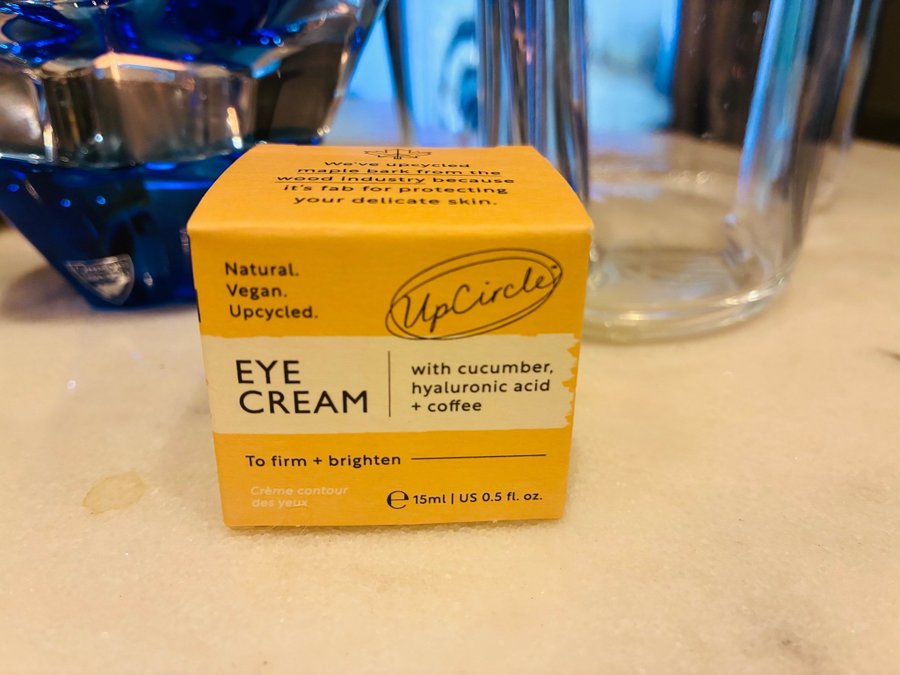 We've upcycled
maple bark from the
wood industry because
it's fab for protecting
your delicate skin.
Natural.
Vegan.
Upcycled.
UpCircle
EYE
CREAM
with cucumber,
hyaluronic acid
+ coffee
To firm + brighten
Crème contour
des yeux
℮ 15ml | US 0.5 fl. oz.